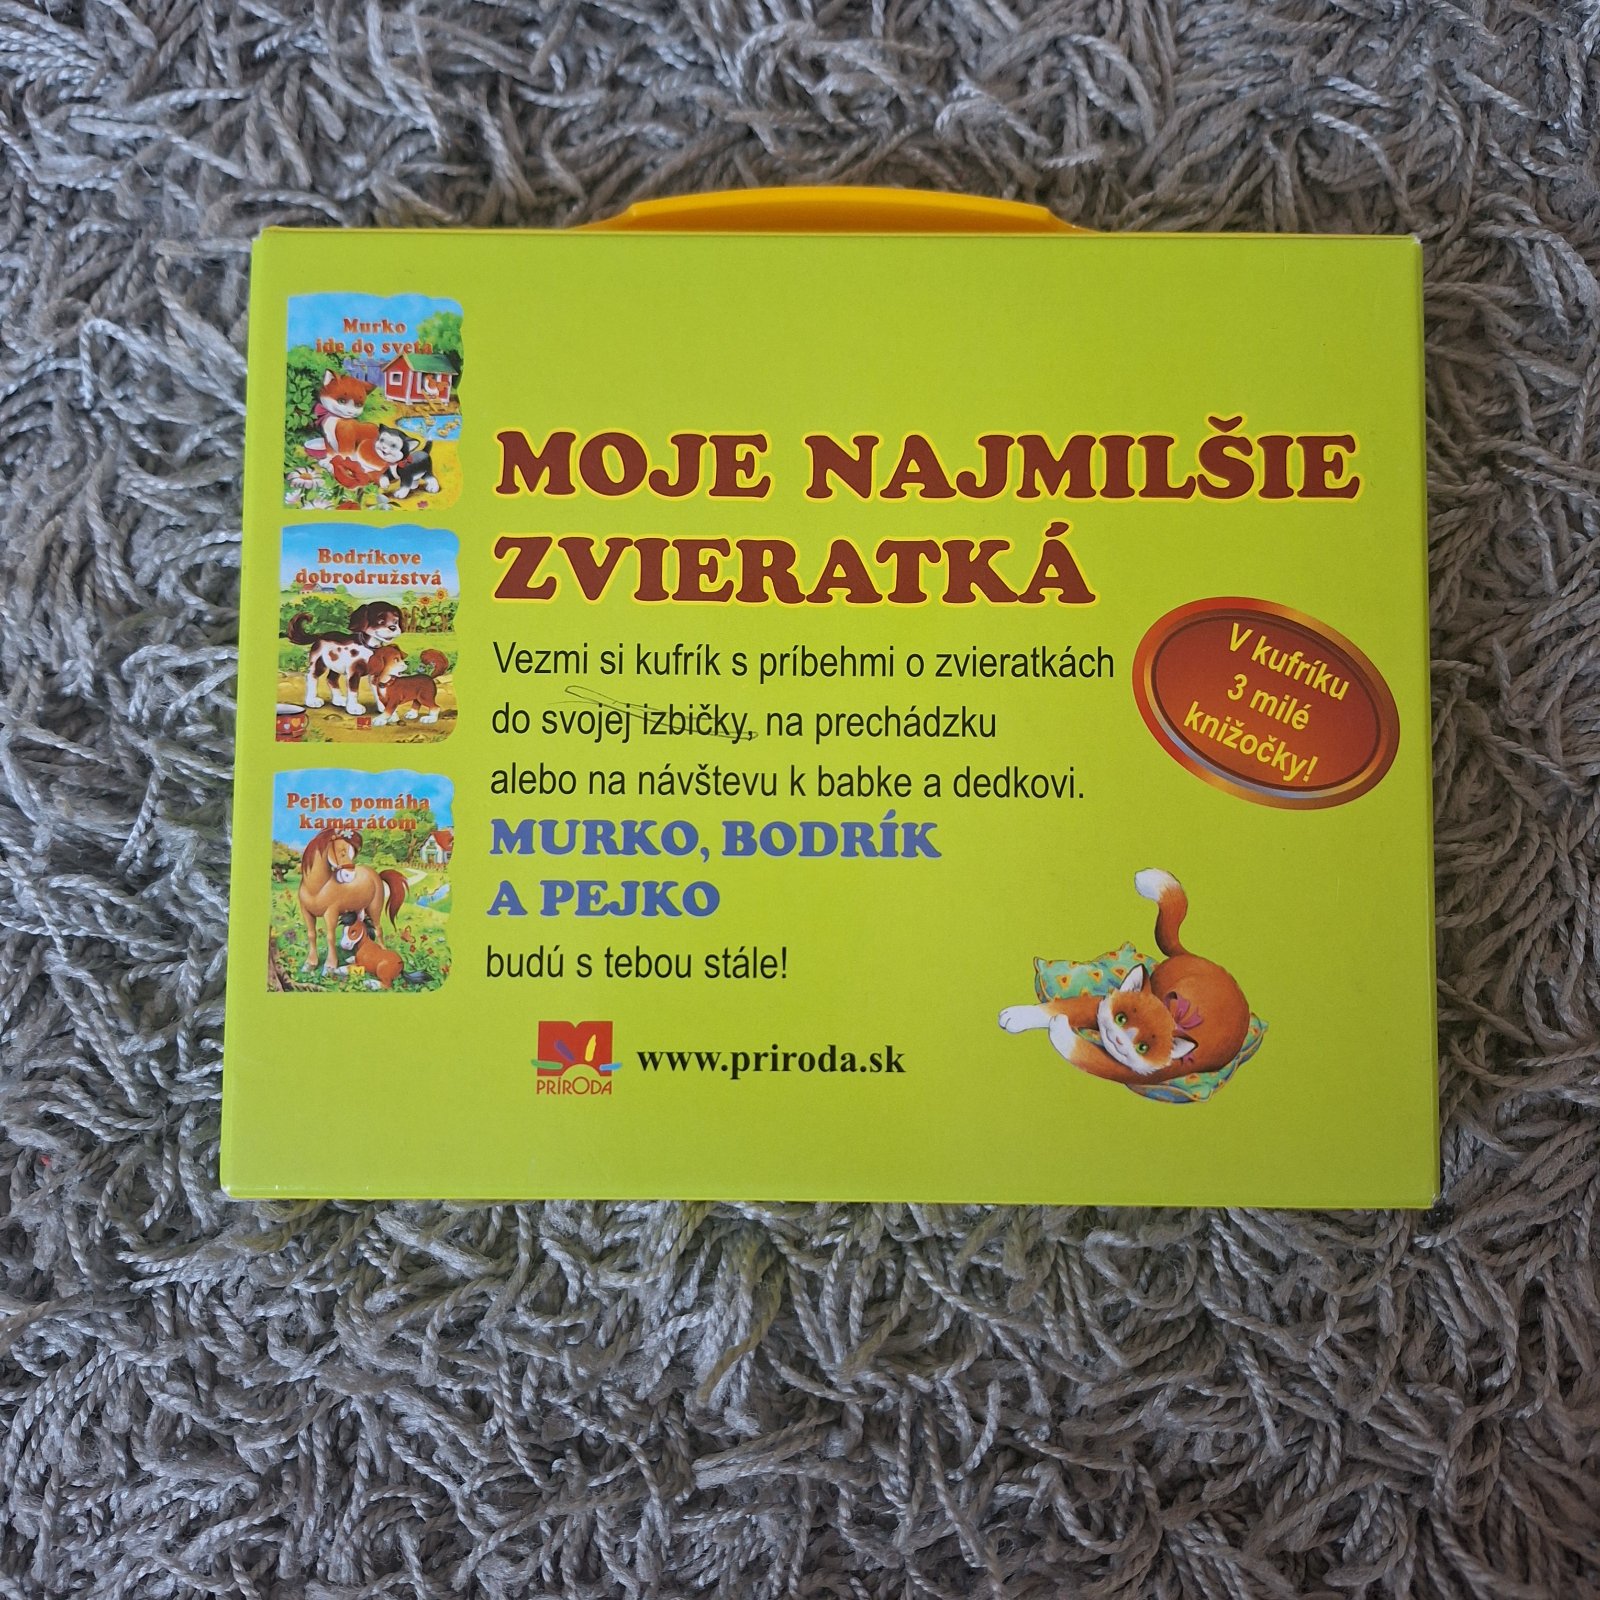 Murko
ide do sveta
Bodríkove
dobrodružstvá
Pejko pomáha
kamarátom
MOJE NAJMILŠIE
ZVIERATKÁ
Vezmi si kufrík s príbehmi o zvieratkách
do svojej izbičky, na prechádzku
alebo na návštevu k babke a dedkovi.
MURKO, BODRÍK
A PEJKO
budú s tebou stále!
V kufríku
3 milé
knižočky!
PRÍRODA
www.priroda.sk